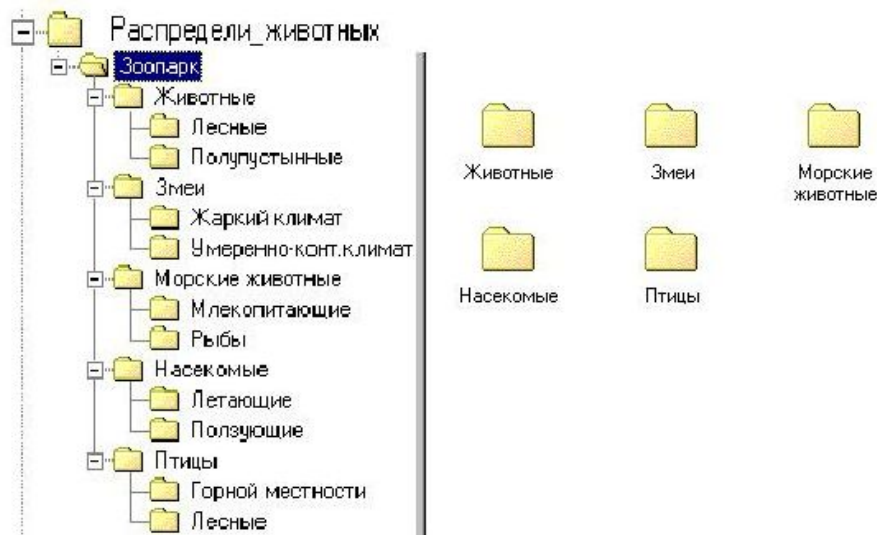 Распредели_животных
Зоопарк
Животные
Лесные
Полупустынные
Змеи
Жаркий климат
Умеренно-конт.климат
Морские животные
Млекопитающие
Рыбы
Насекомые
Летающие
Ползующие
Птицы
Горной местности
Лесные
Животные
Змеи
Морские
животные
Насекомые
Птицы